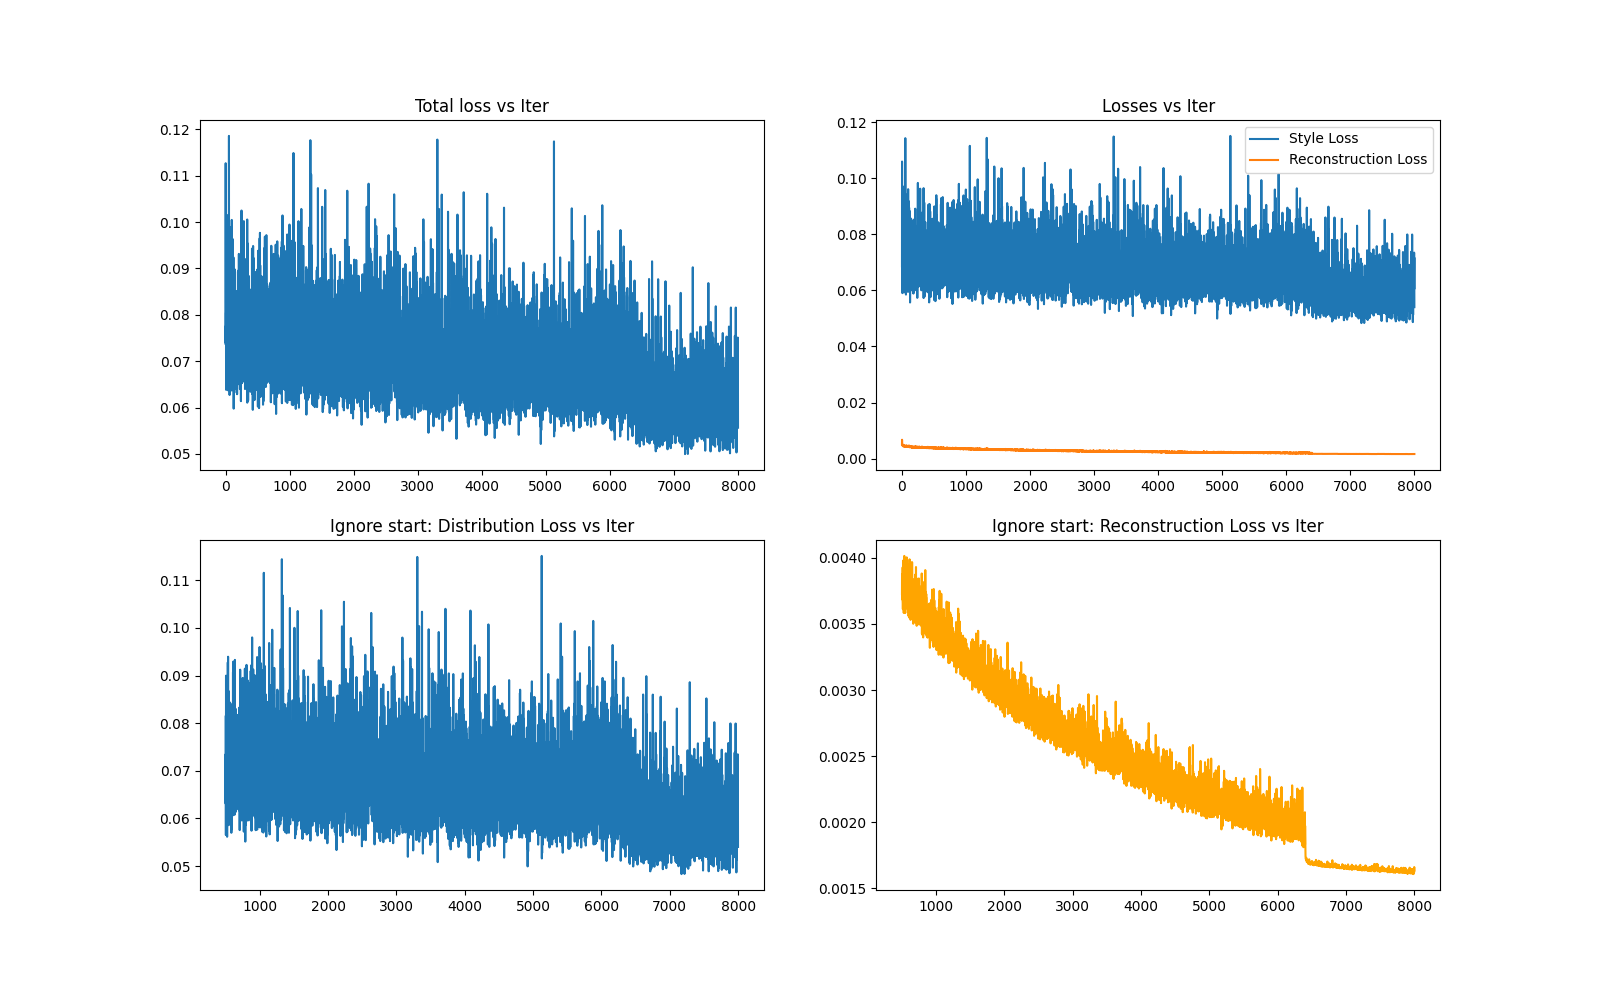 Total loss vs Iter
0.12
0.11
0.10
0.09
0.08
0.07
0.06
0.05
0 1000 2000 3000 4000 5000 6000 7000 8000
Losses vs Iter
Style Loss
Reconstruction Loss
0.12
0.10
0.08
0.06
0.04
0.02
0.00
0 1000 2000 3000 4000 5000 6000 7000 8000
Ignore start: Distribution Loss vs Iter
0.11
0.10
0.09
0.08
0.07
0.06
0.05
1000 2000 3000 4000 5000 6000 7000 8000
Ignore start: Reconstruction Loss vs Iter
0.0040
0.0035
0.0030
0.0025
0.0020
0.0015
1000 2000 3000 4000 5000 6000 7000 8000